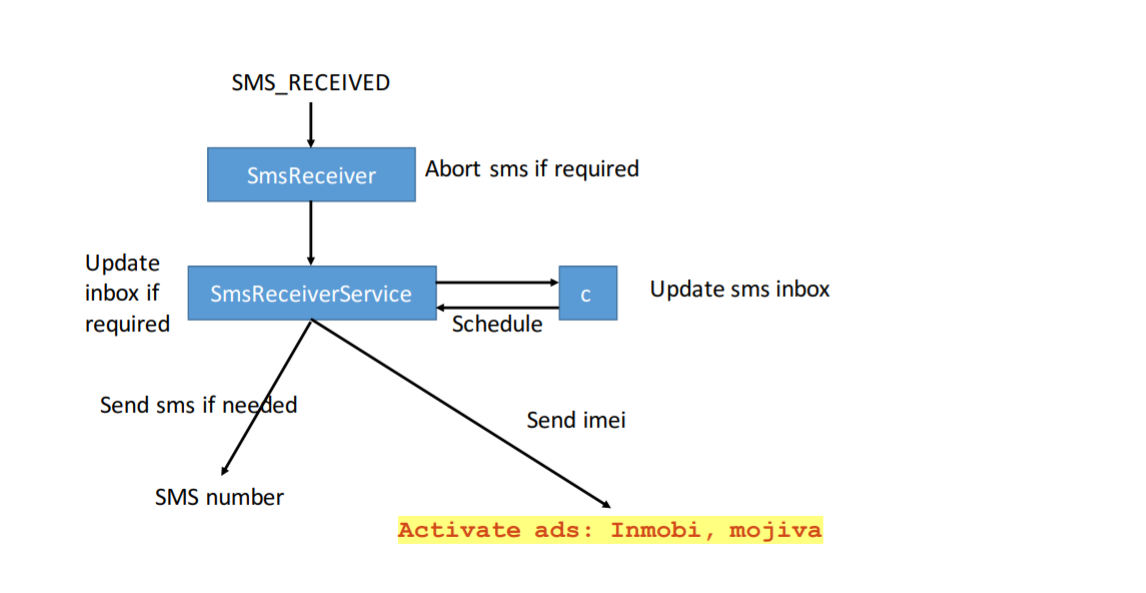 SMS_RECEIVED
SmsReceiver
Abort sms if required
Update
inbox if
required
SmsReceiverService
c
Update sms inbox
Schedule
Send sms if needed
Send imei
SMS number
Activate ads: Inmobi, mojiva